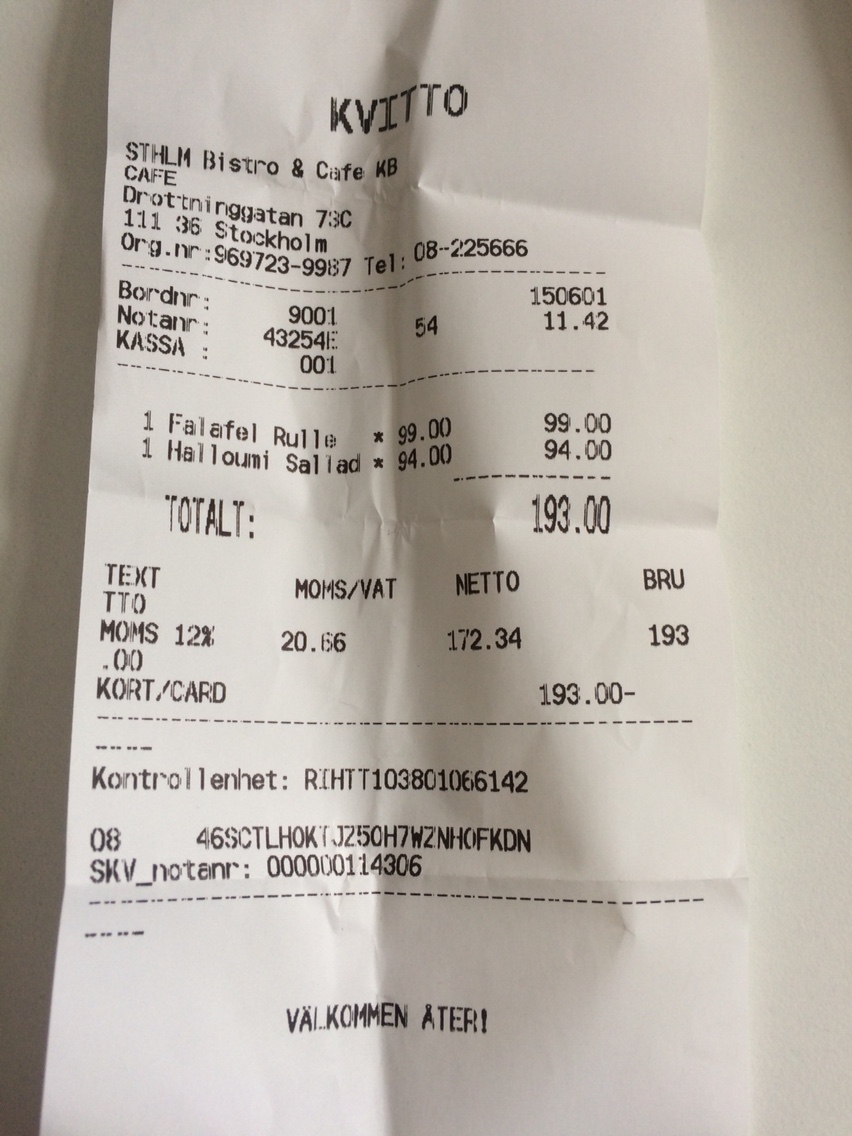 KVITTO
STHLM Bistro & Cafe KB
CAFE
Drottninggatan 73C
111 36 Stockholm
Org.nr:969723-9987 Tel: 08-225666
Bordnr: 9001 150601
Notanr: 43254E 54 11.42
KASSA : 001
1 Falafel Rulle * 99.00 99.00
1 Halloumi Sallad * 94.00 94.00
TOTALT: 193.00
TEXT MOMS/VAT NETTO BRU
TTO
MOMS 12% 20.66 172.34 193
.00
KORT/CARD 193.00-
Kontrollenhet: RIHTT103801066142
08 46SCTLHOKTJZ5OH7WZNHOFKDN
SKV_notanr: 000000114306
VÄLKOMMEN ÅTER!